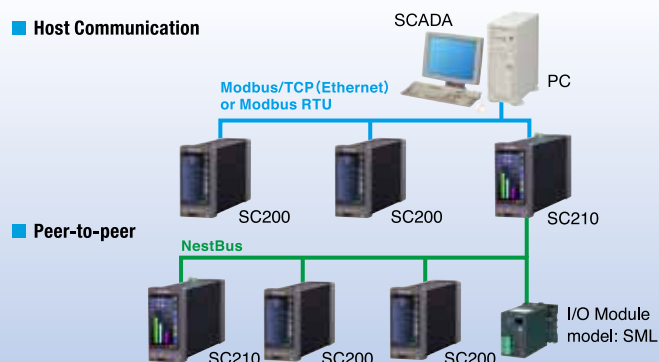 Host Communication
SCADA
PC
Modbus/TCP(Ethernet)
or Modbus RTU
SC200
SC200
SC210
Peer-to-peer
NestBus
SC210
SC200
SC200
I/O Module
model: SML